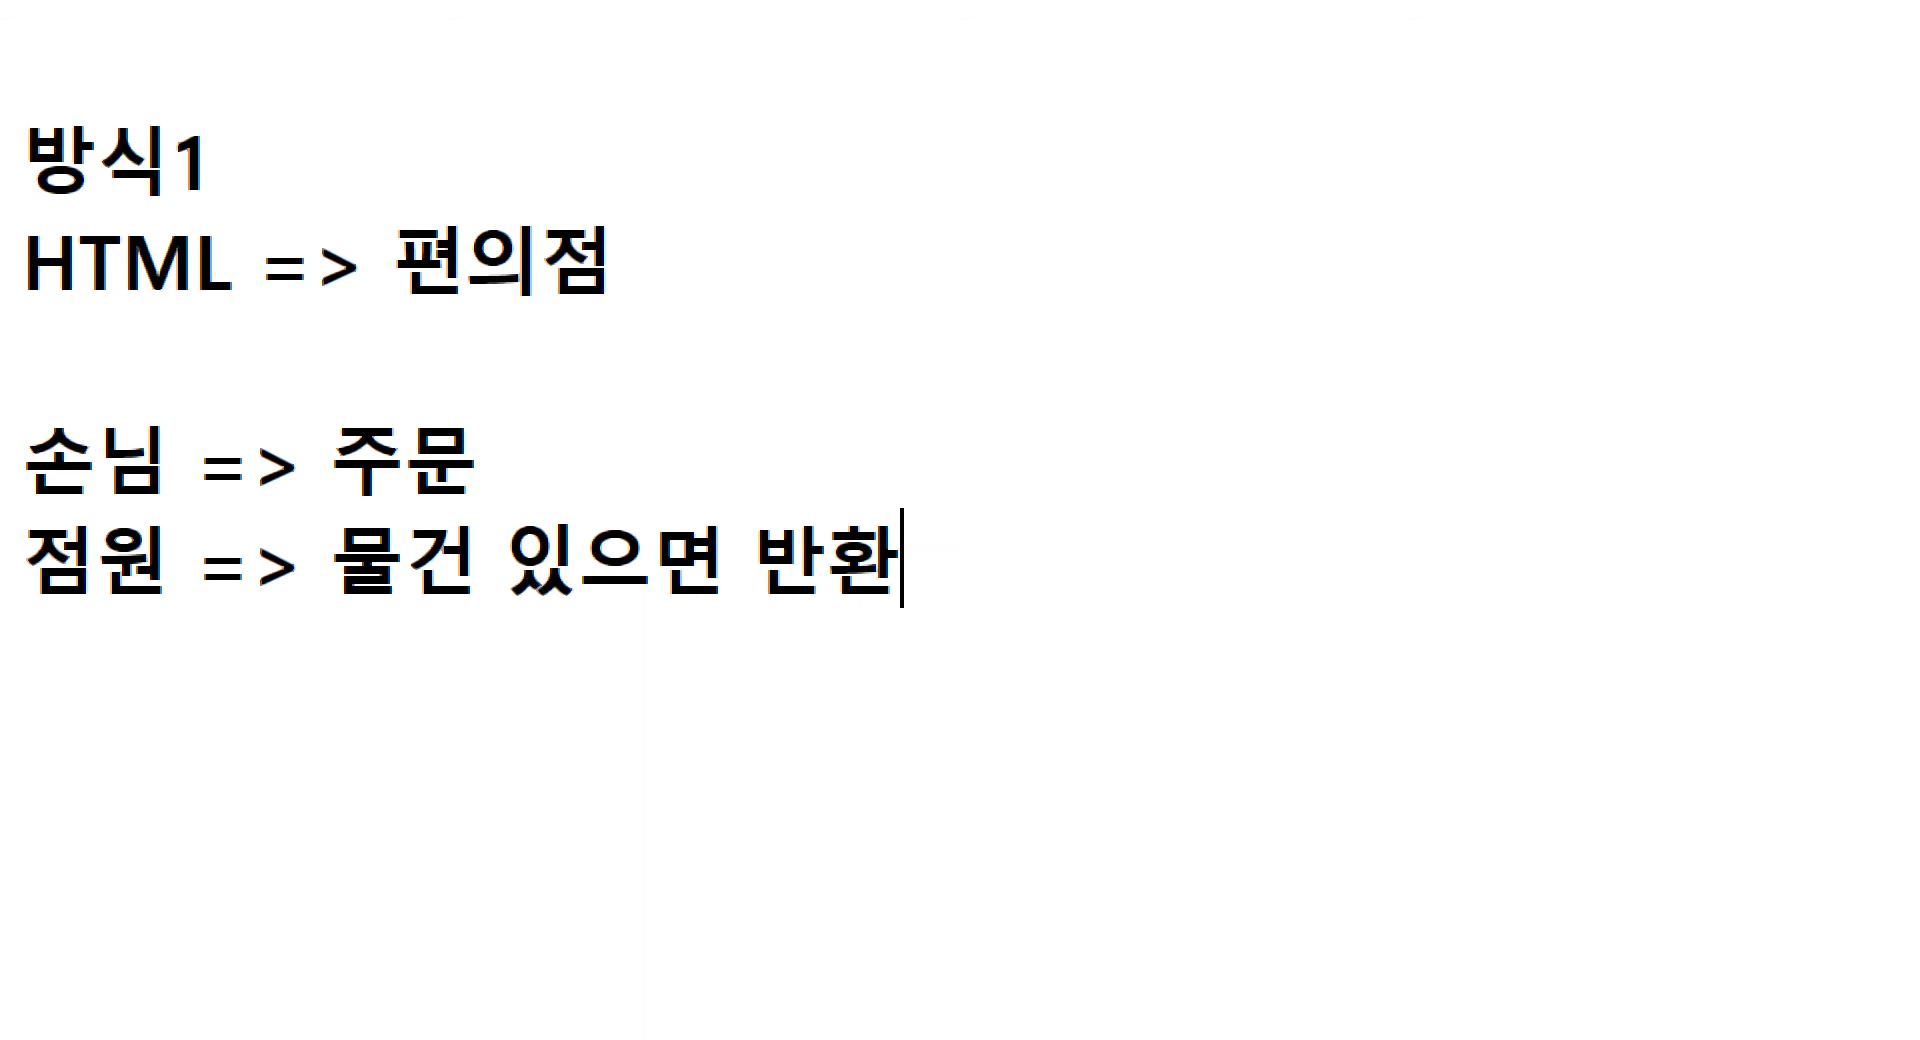 방식1
HTML => 편의점
손님 => 주문
점원 => 물건 있으면 반환